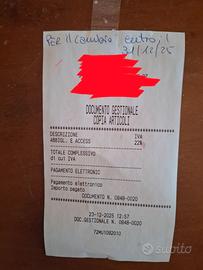 PER il cambio entro il
31/12/25
DOCUMENTO GESTIONALE
COPIA ARTICOLI
DESCRIZIONE IVA
ABBIGL. E ACCESS 22%
TOTALE COMPLESSIVO
di cui IVA
PAGAMENTO ELETTRONIC
Pagamento elettronico
Importo pagato
DOCUMENTO N. 0848-0020
23-12-2025 12:57
DOC.GESTIONALE N. 0848-0020
72MU1092010
subito